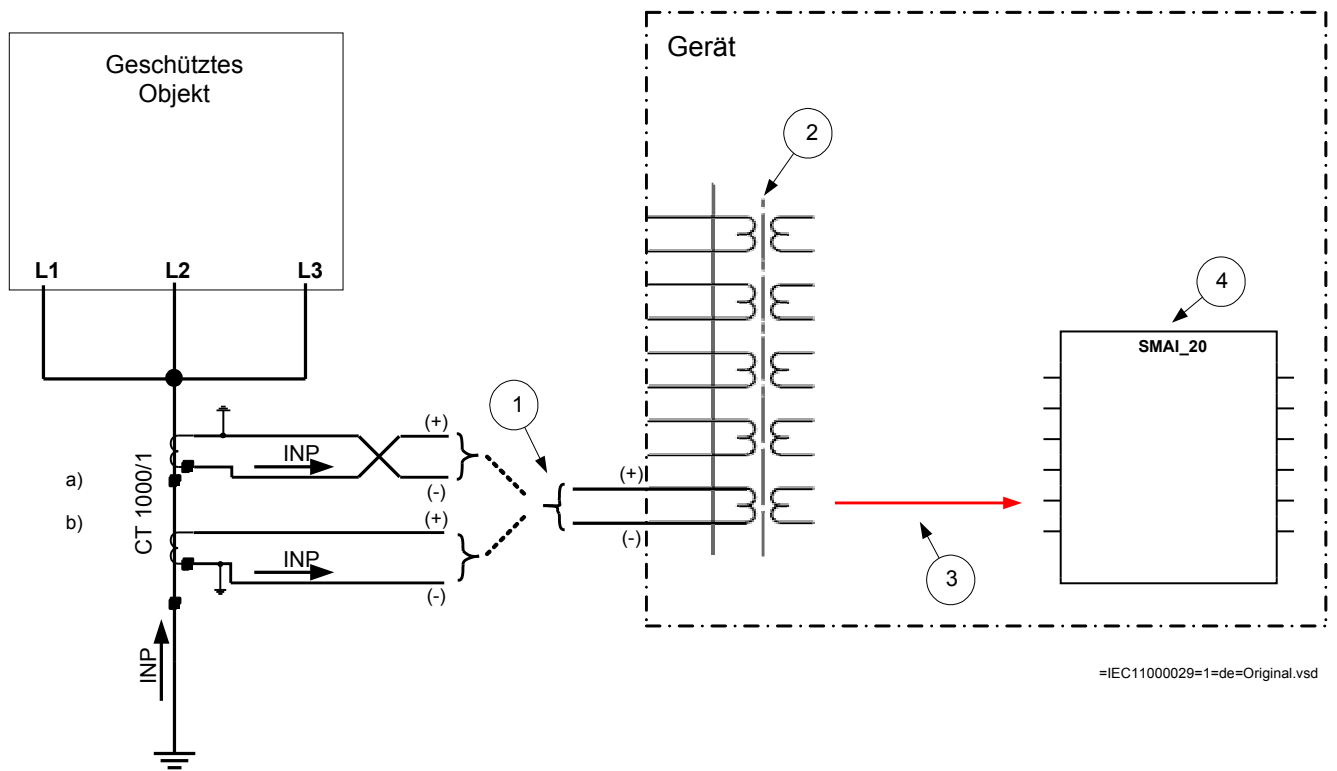 Geschütztes
Objekt
L1 L2 L3
a)
b)
CT 1000/1
INP
(+)
(-)
INP
(+)
(-)
INP
1
(+)
(-)
Gerät
2
3
4
SMAI_20
=IEC11000029=1=de=Original.vsd